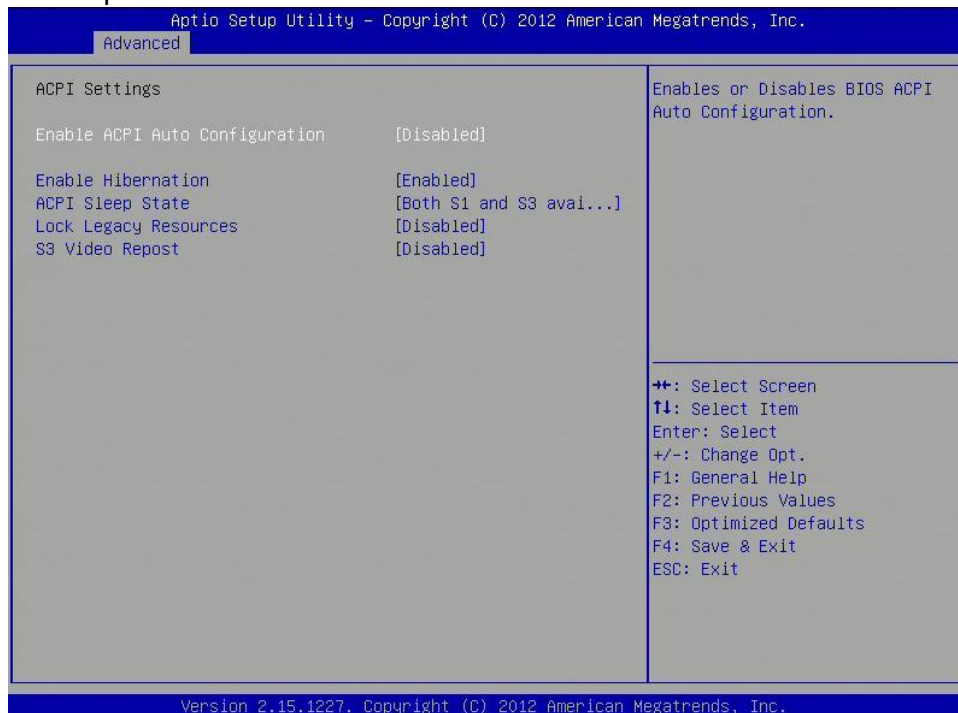 Aptio Setup Utility – Copyright (C) 2012 American Megatrends, Inc.
Advanced
ACPI Settings
Enable ACPI Auto Configuration [Disabled]
Enable Hibernation [Enabled]
ACPI Sleep State [Both S1 and S3 avai...]
Lock Legacy Resources [Disabled]
S3 Video Repost [Disabled]
Enables or Disables BIOS ACPI
Auto Configuration.
→←: Select Screen
↑↓: Select Item
Enter: Select
+/-: Change Opt.
F1: General Help
F2: Previous Values
F3: Optimized Defaults
F4: Save & Exit
ESC: Exit
Version 2.15.1227. Copyright (C) 2012 American Megatrends, Inc.